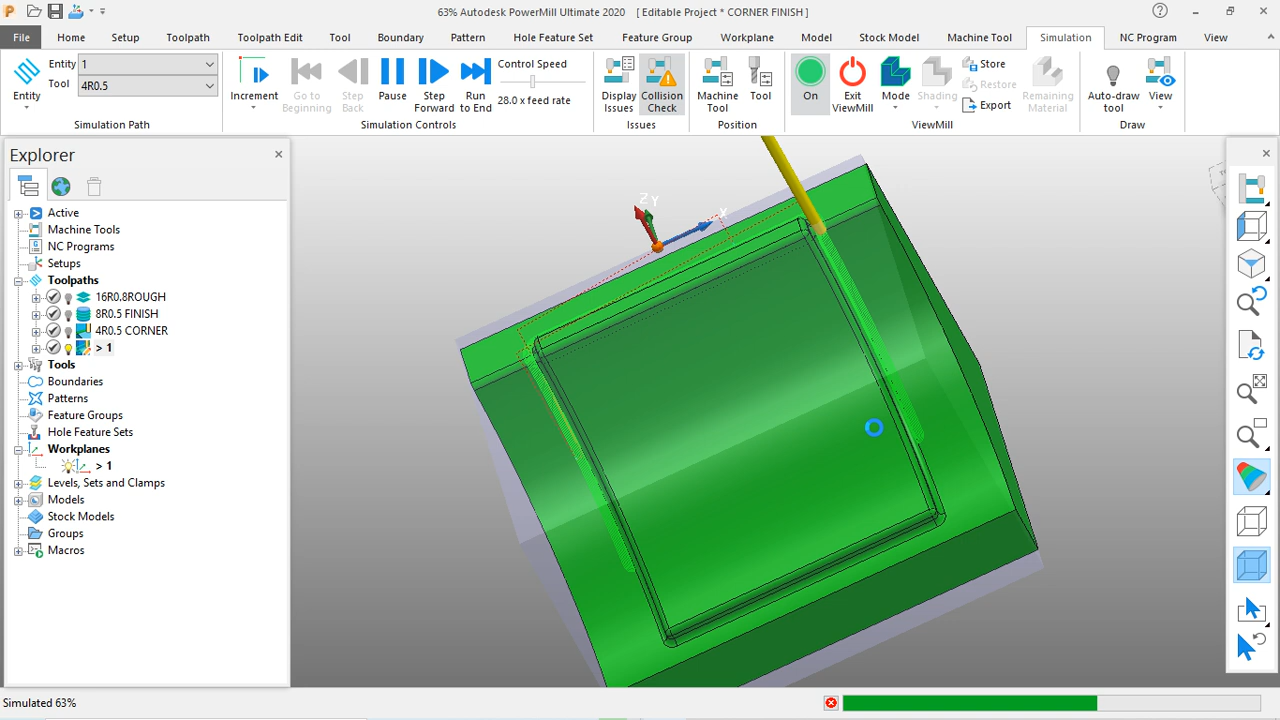 63% Autodesk PowerMill Ultimate 2020 [ Editable Project * CORNER FINISH ]
File Home Setup Toolpath Toolpath Edit Tool Boundary Pattern Hole Feature Set Feature Group Workplane Model Stock Model Machine Tool Simulation NC Program View
Entity
Entity 1
Tool 4R0.5
Simulation Path
Increment
Go to Beginning
Step Back
Pause
Step Forward
Run to End
Control Speed
28.0 x feed rate
Simulation Controls
Display Issues
Collision Check
Issues
Machine Tool
Tool
Position
On
Exit ViewMill
Mode
Shading
Store
Restore
Export
Remaining Material
ViewMill
Auto-draw tool
View
Draw
Explorer
Active
Machine Tools
NC Programs
Setups
Toolpaths
16R0.8ROUGH
8R0.5 FINISH
4R0.5 CORNER
> 1
Tools
Boundaries
Patterns
Feature Groups
Hole Feature Sets
Workplanes
> 1
Levels, Sets and Clamps
Models
Stock Models
Groups
Macros
Z Y
X
Simulated 63%